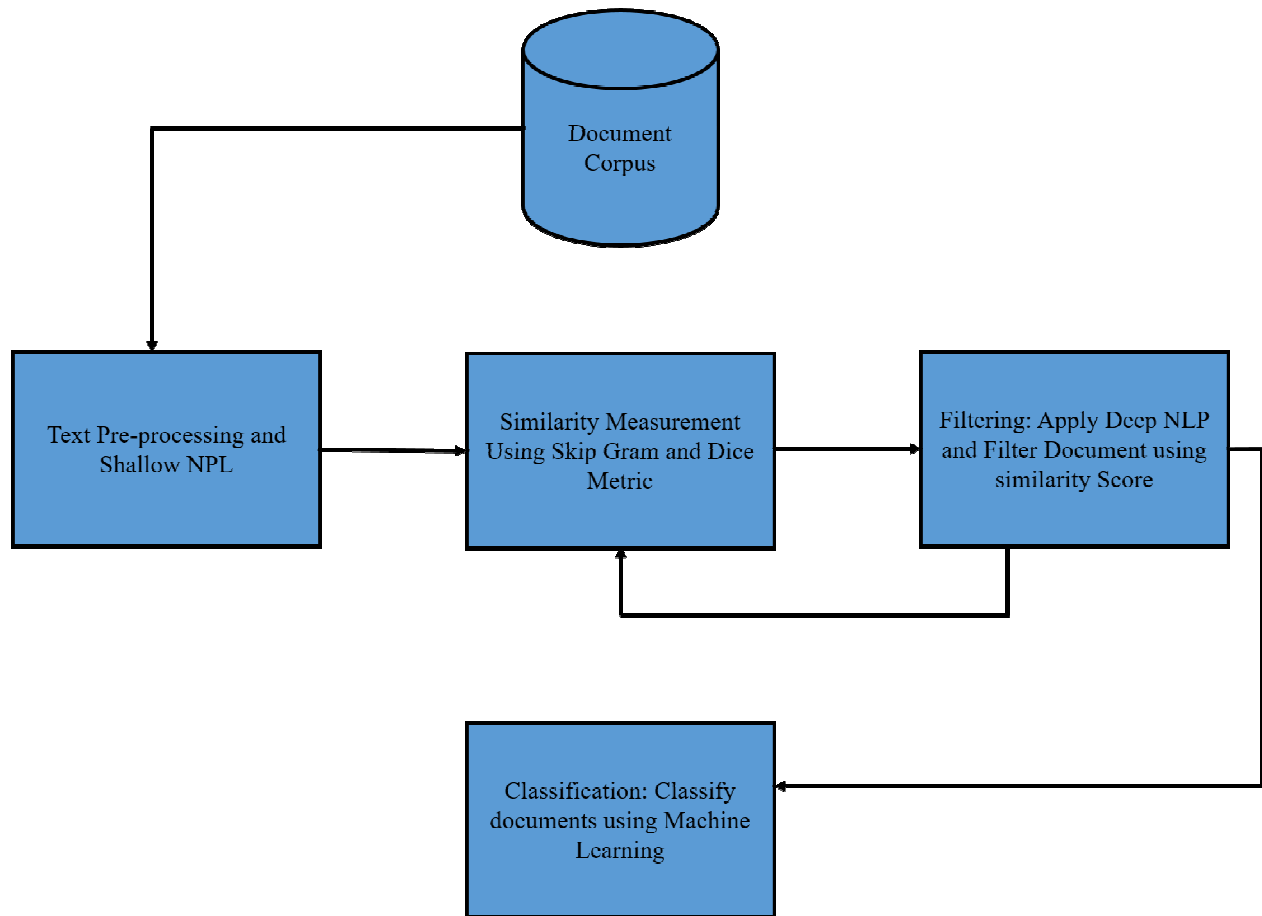 Document
Corpus
Text Pre-processing and
Shallow NPL
Similarity Measurement
Using Skip Gram and Dice
Metric
Filtering: Apply Deep NLP
and Filter Document using
similarity Score
Classification: Classify
documents using Machine
Learning